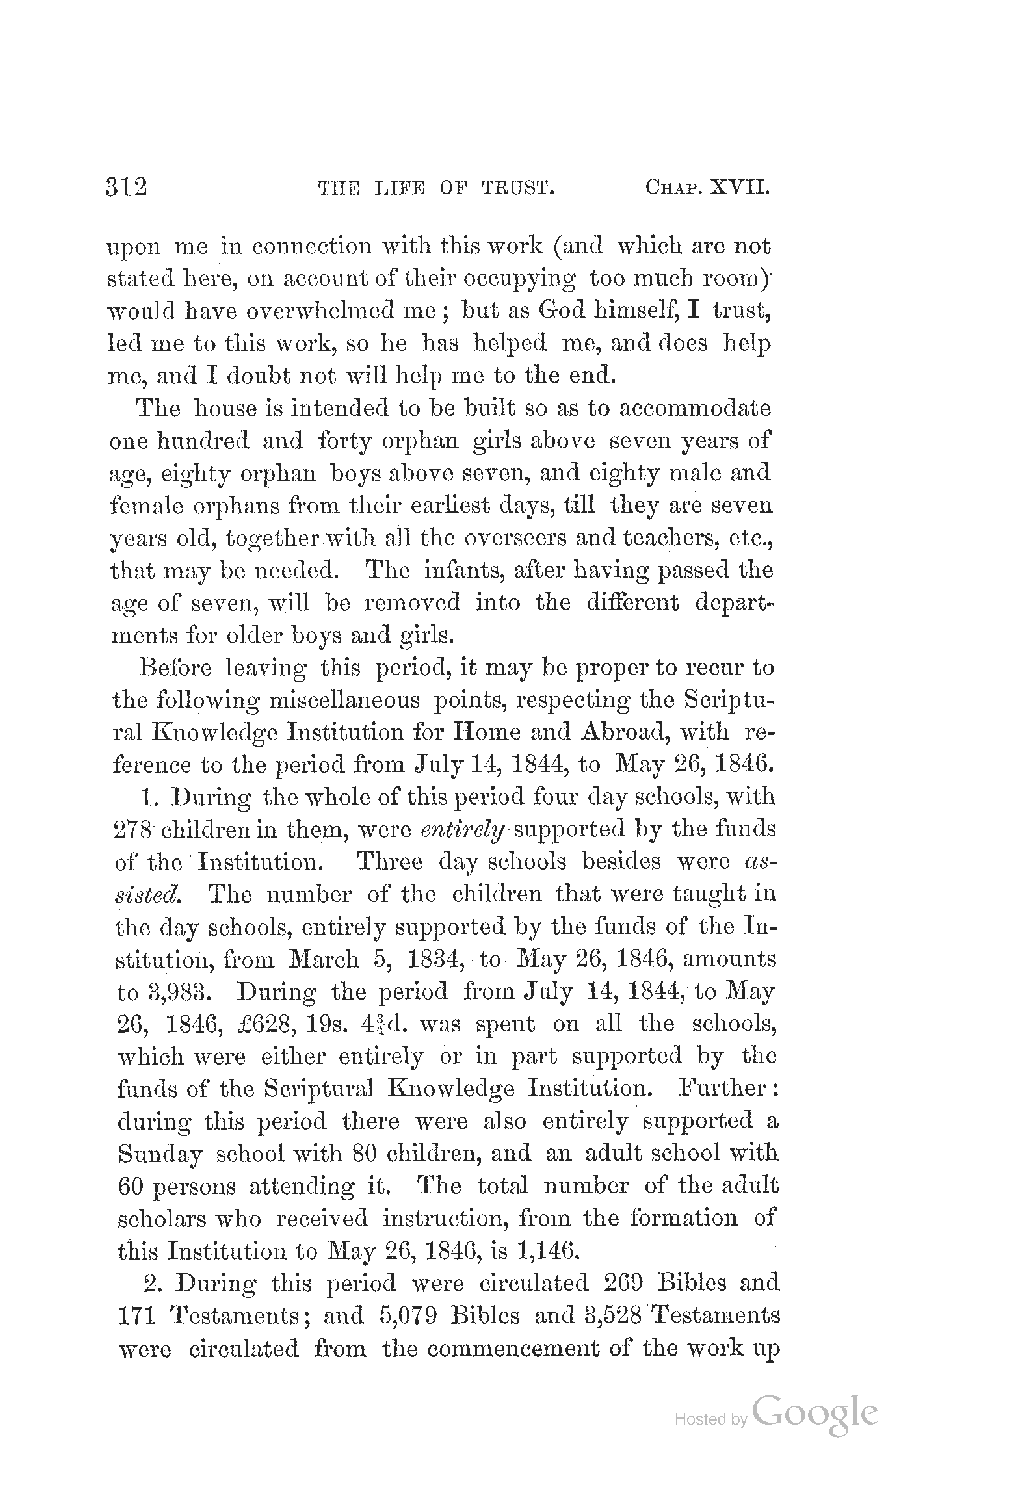 312 THE LIFE OF TRUST. CHAP. XVII.
upon me in connection with this work (and which are not
stated here, on account of their occupying too much room)
would have overwhelmed me; but as God himself, I trust,
led me to this work, so he has helped me, and does help
me, and I doubt not will help me to the end.
The house is intended to be built so as to accommodate
one hundred and forty orphan girls above seven years of
age, eighty orphan boys above seven, and eighty male and
female orphans from their earliest days, till they are seven
years old, together with all the overseers and teachers, etc.,
that may be needed. The infants, after having passed the
age of seven, will be removed into the different depart-
ments for older boys and girls.
Before leaving this period, it may be proper to recur to
the following miscellaneous points, respecting the Scriptu-
ral Knowledge Institution for Home and Abroad, with re-
ference to the period from July 14, 1844, to May 26, 1846.
1. During the whole of this period four day schools, with
278 children in them, were entirely supported by the funds
of the Institution. Three day schools besides were as-
sisted. The number of the children that were taught in
the day schools, entirely supported by the funds of the In-
stitution, from March 5, 1834, to May 26, 1846, amounts
to 3,983. During the period from July 14, 1844, to May
26, 1846, £628, 19s. 4¾d. was spent on all the schools,
which were either entirely or in part supported by the
funds of the Scriptural Knowledge Institution. Further:
during this period there were also entirely supported a
Sunday school with 80 children, and an adult school with
60 persons attending it. The total number of the adult
scholars who received instruction, from the formation of
this Institution to May 26, 1846, is 1,146.
2. During this period were circulated 269 Bibles and
171 Testaments; and 5,079 Bibles and 3,528 Testaments
were circulated from the commencement of the work up
Hosted by Google